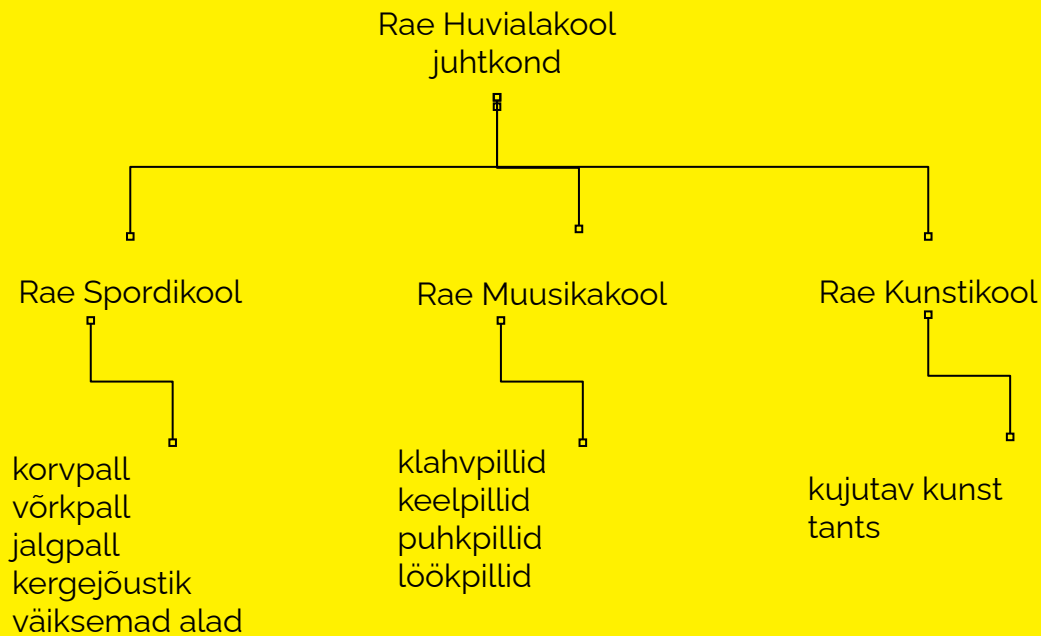 Rae Huvialakool
juhtkond
Rae Spordikool
Rae Muusikakool
Rae Kunstikool
korvpall
võrkpall
jalgpall
kergejõustik
väiksemad alad
klahvpillid
keelpillid
puhkpillid
löökpillid
kujutav kunst
tants